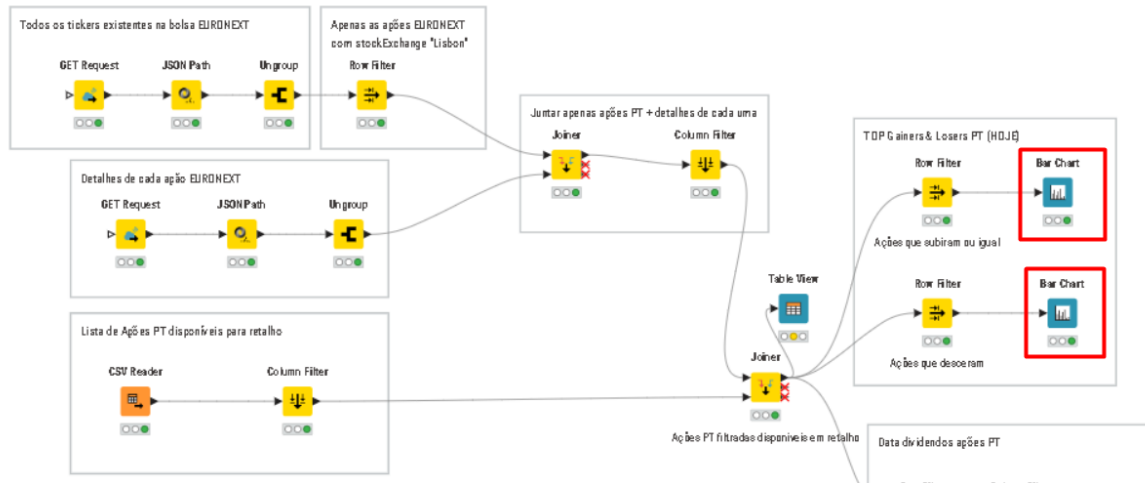 Todos os tickers existentes na bolsa EURONEXT
GET Request
JSON Path
Ungroup
Apenas as ações EURONEXT
com stockExchange "Lisbon"
Row Filter
Detalhes de cada ação EURONEXT
GET Request
JSON Path
Ungroup
Juntar apenas ações PT + detalhes de cada uma
Joiner
Column Filter
Lista de Ações PT disponíveis para retalho
CSV Reader
Column Filter
Table View
Joiner
Ações PT filtradas disponiveis em retalho
TOP Gainers & Losers PT (HOJE)
Row Filter
Bar Chart
Ações que subiram ou igual
Row Filter
Bar Chart
Ações que desceram
Data dividendos ações PT